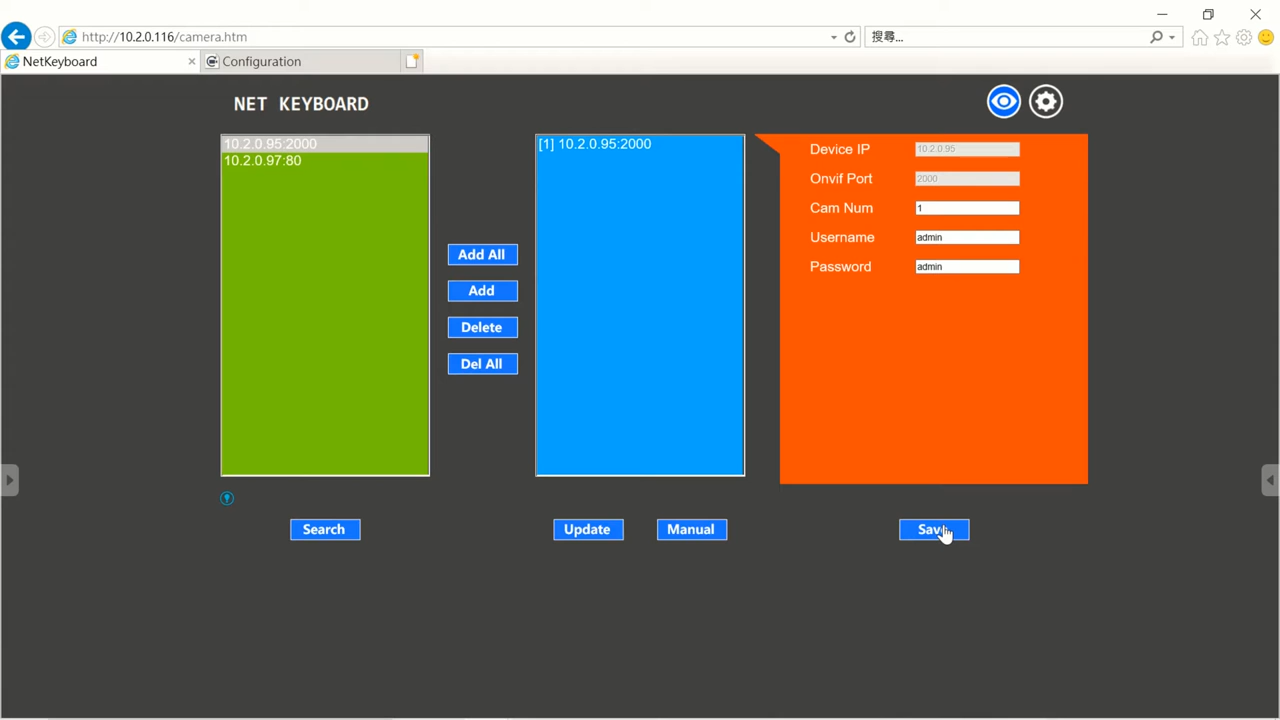 http://10.2.0.116/camera.htm
搜尋...
NetKeyboard
Configuration
NET KEYBOARD
10.2.0.95:2000
10.2.0.97:80
Add All
Add
Delete
Del All
[1] 10.2.0.95:2000
Device IP 10.2.0.95
Onvif Port 2000
Cam Num 1
Username admin
Password admin
Search
Update
Manual
Save